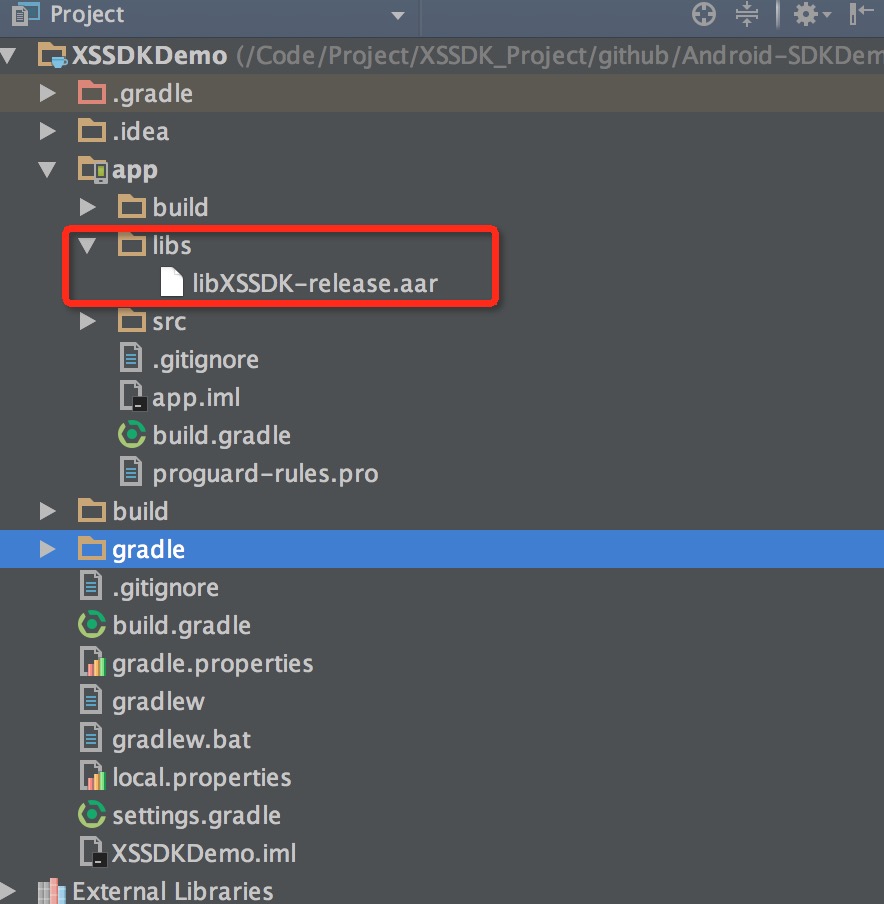 Project
XSSDKDemo (/Code/Project/XSSDK_Project/github/Android-SDKDem
.gradle
.idea
app
build
libs
libXSSDK-release.aar
src
.gitignore
app.iml
build.gradle
proguard-rules.pro
build
gradle
.gitignore
build.gradle
gradle.properties
gradlew
gradlew.bat
local.properties
settings.gradle
XSSDKDemo.iml
External Libraries